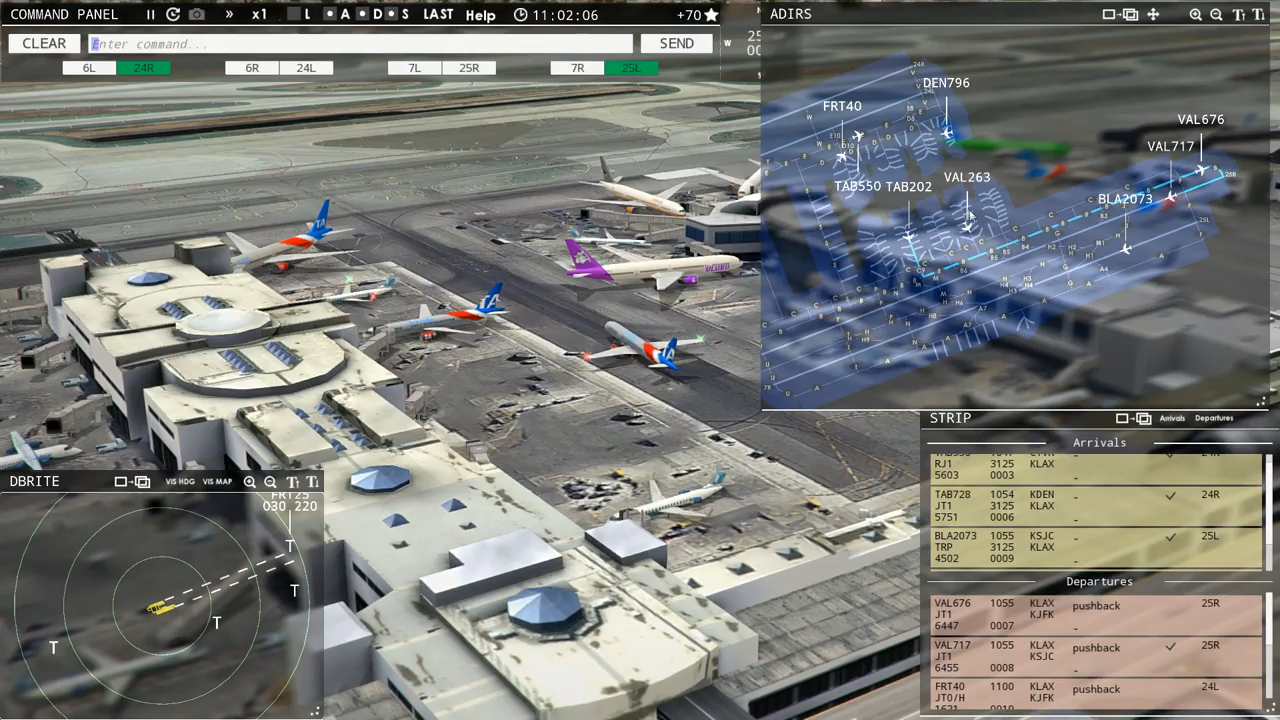 COMMAND PANEL
» x1 L A D S LAST Help 11:02:06 +70
CLEAR
Enter command...
SEND
6L 24R 6R 24L 7L 25R 7R 25L
ADIRS
DEN796
FRT40
VAL676
VAL717
TAB550 TAB202 VAL263
BLA2073
25R
25L
24R
STRIP
Arrivals Departures
Arrivals
RJ1 3125 KLAX
5603 0003
TAB728 1054 KDEN - 24R
JT1 3125 KLAX
5751 0006 -
BLA2073 1055 KSJC - 25L
TRP 3125 KLAX
4502 0009 -
Departures
VAL676 1055 KLAX pushback 25R
JT1 KJFK
6447 0007 -
VAL717 1055 KLAX pushback 25R
JT1 KSJC
6455 0008 -
FRT40 1100 KLAX pushback 24L
JT0/H KJFK
DBRITE
VIS HDG VIS MAP
FRT25
030 220
T
T
T
T